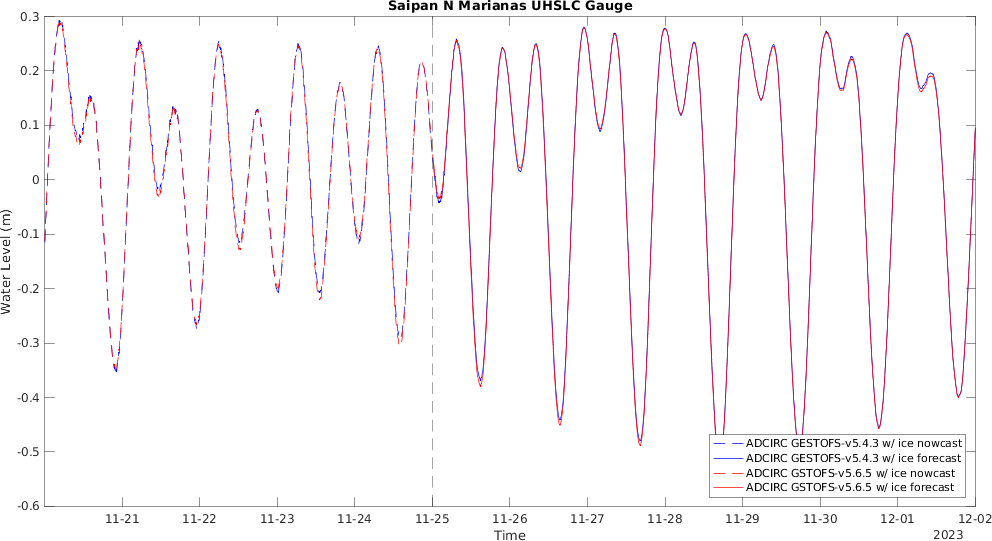 Saipan N Marianas UHSLC Gauge
0.3
0.2
0.1
0
-0.1
-0.2
-0.3
-0.4
-0.5
-0.6
Water Level (m)
ADCIRC GESTOFS-v5.4.3 w/ ice nowcast
ADCIRC GESTOFS-v5.4.3 w/ ice forecast
ADCIRC GSTOFS-v5.6.5 w/ ice nowcast
ADCIRC GSTOFS-v5.6.5 w/ ice forecast
11-21 11-22 11-23 11-24 11-25 11-26 11-27 11-28 11-29 11-30 12-01 12-02
Time
2023